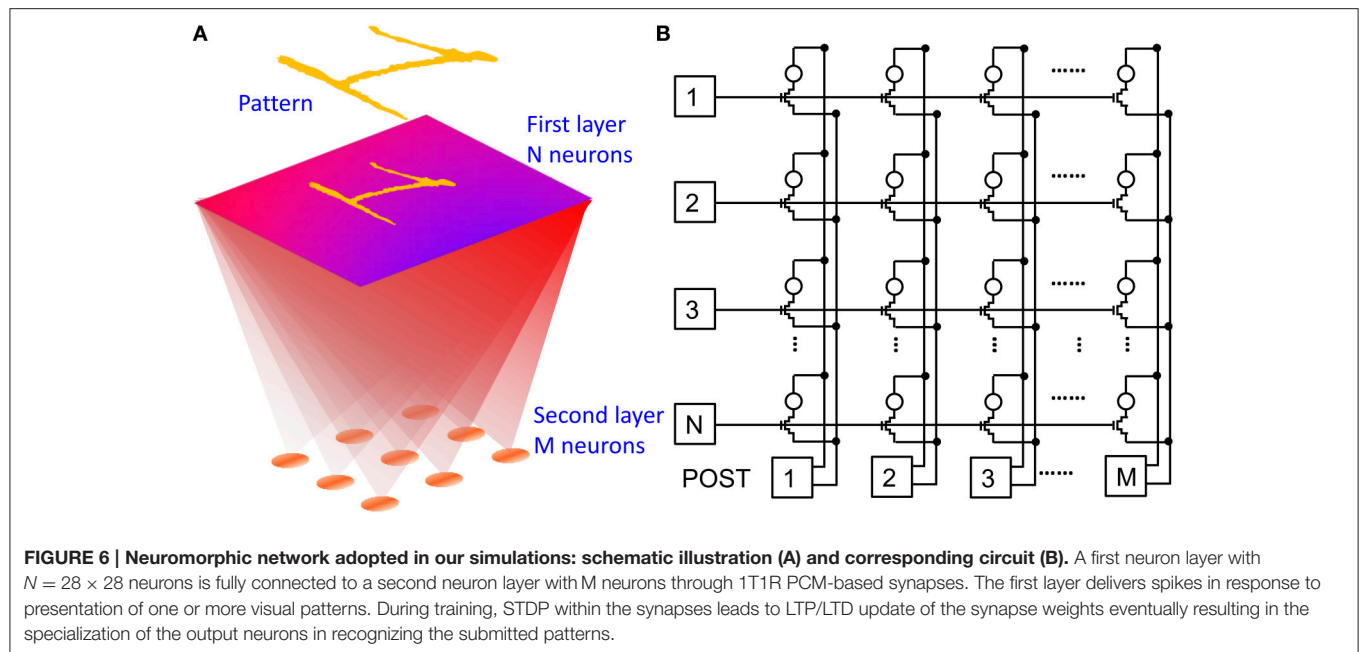 A
B
Pattern
First layer
N neurons
Second layer
M neurons
1
2
3
N
POST
1
2
3
M
FIGURE 6 | Neuromorphic network adopted in our simulations: schematic illustration (A) and corresponding circuit (B). A first neuron layer with
N = 28 × 28 neurons is fully connected to a second neuron layer with M neurons through 1T1R PCM-based synapses. The first layer delivers spikes in response to
presentation of one or more visual patterns. During training, STDP within the synapses leads to LTP/LTD update of the synapse weights eventually resulting in the
specialization of the output neurons in recognizing the submitted patterns.